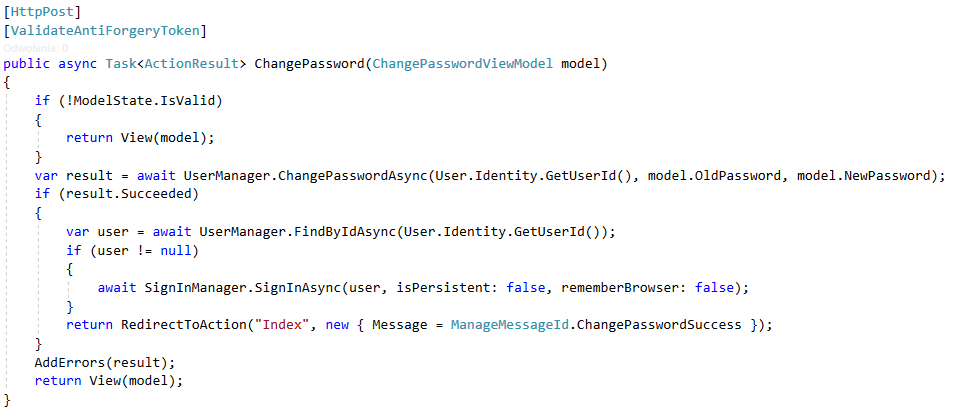 [HttpPost]
[ValidateAntiForgeryToken]
Odwołania: 0
public async Task<ActionResult> ChangePassword(ChangePasswordViewModel model)
{
if (!ModelState.IsValid)
{
return View(model);
}
var result = await UserManager.ChangePasswordAsync(User.Identity.GetUserId(), model.OldPassword, model.NewPassword);
if (result.Succeeded)
{
var user = await UserManager.FindByIdAsync(User.Identity.GetUserId());
if (user != null)
{
await SignInManager.SignInAsync(user, isPersistent: false, rememberBrowser: false);
}
return RedirectToAction("Index", new { Message = ManageMessageId.ChangePasswordSuccess });
}
AddErrors(result);
return View(model);
}